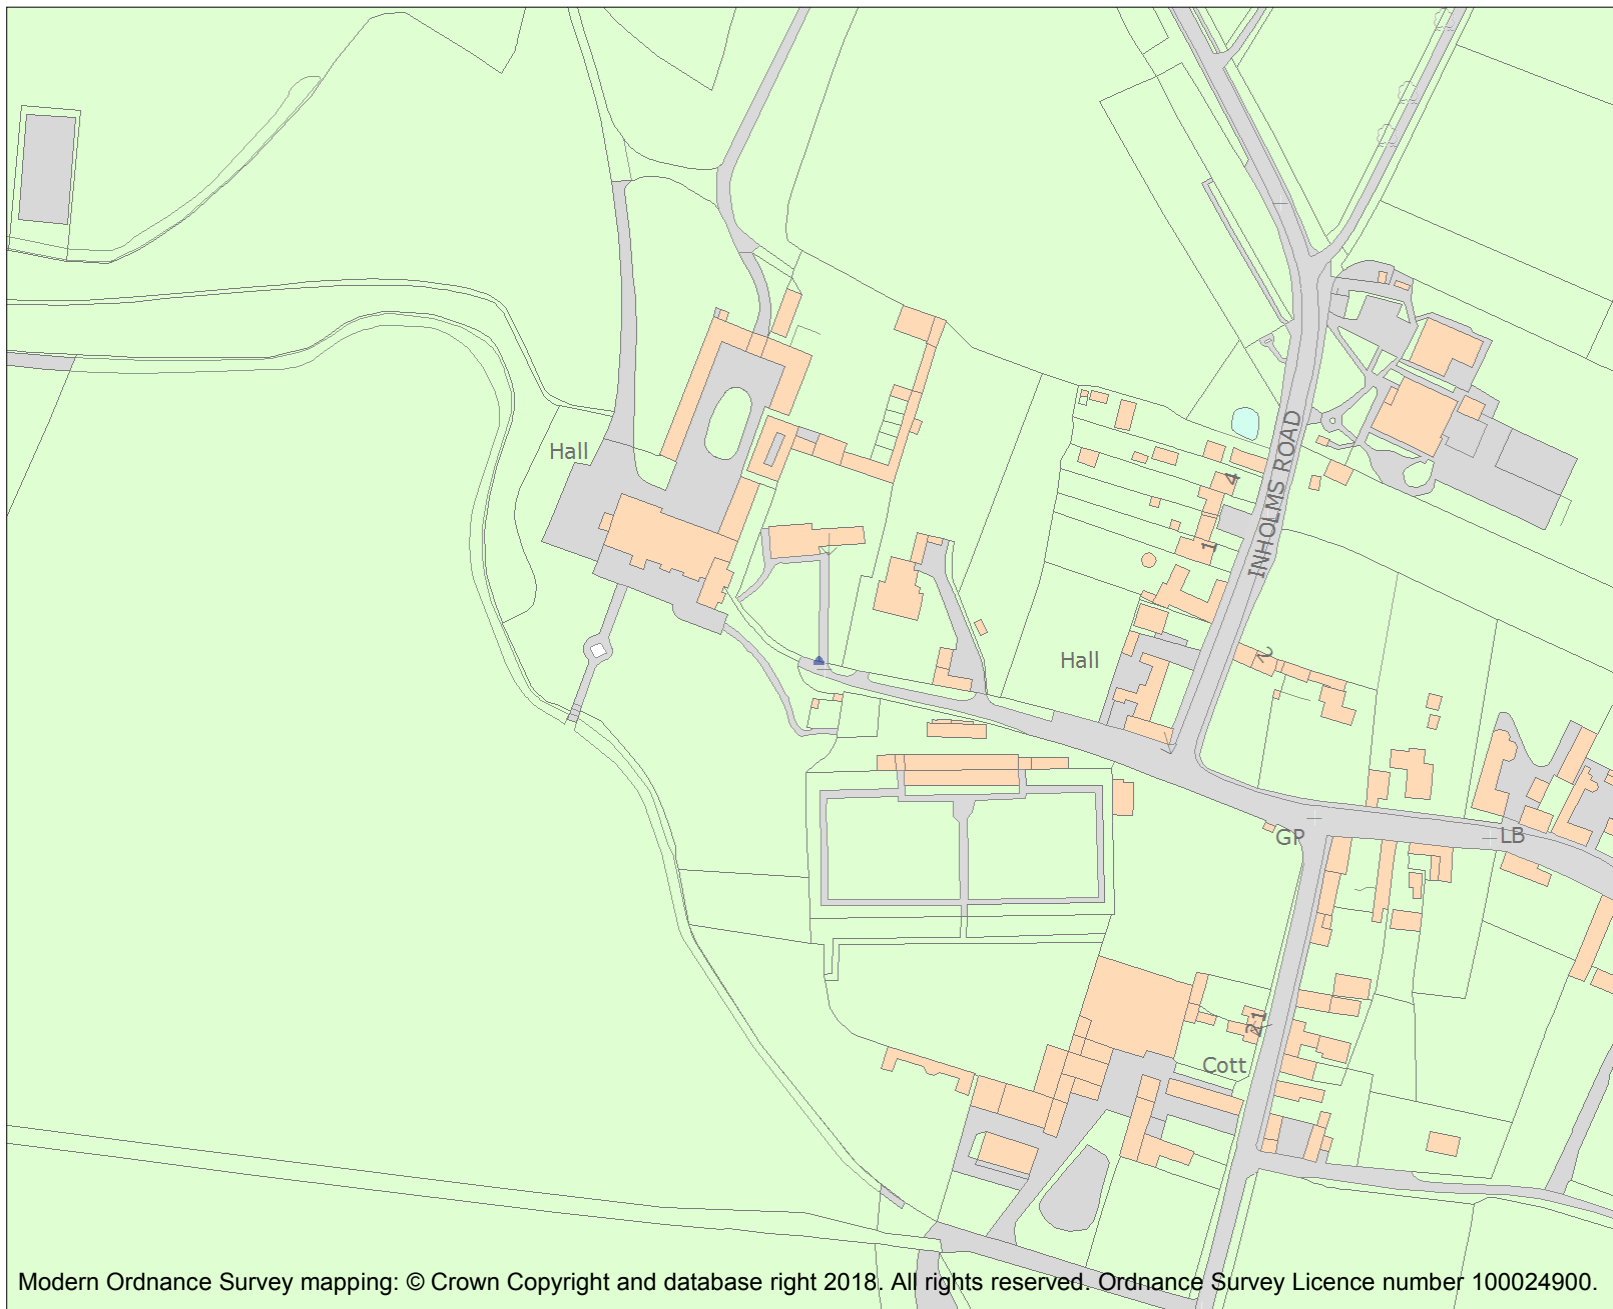 Hall
4
INHOLMS ROAD
1
2
Hall
GP
LB
21
Cott
Modern Ordnance Survey mapping: © Crown Copyright and database right 2018. All rights reserved. Ordnance Survey Licence number 100024900.